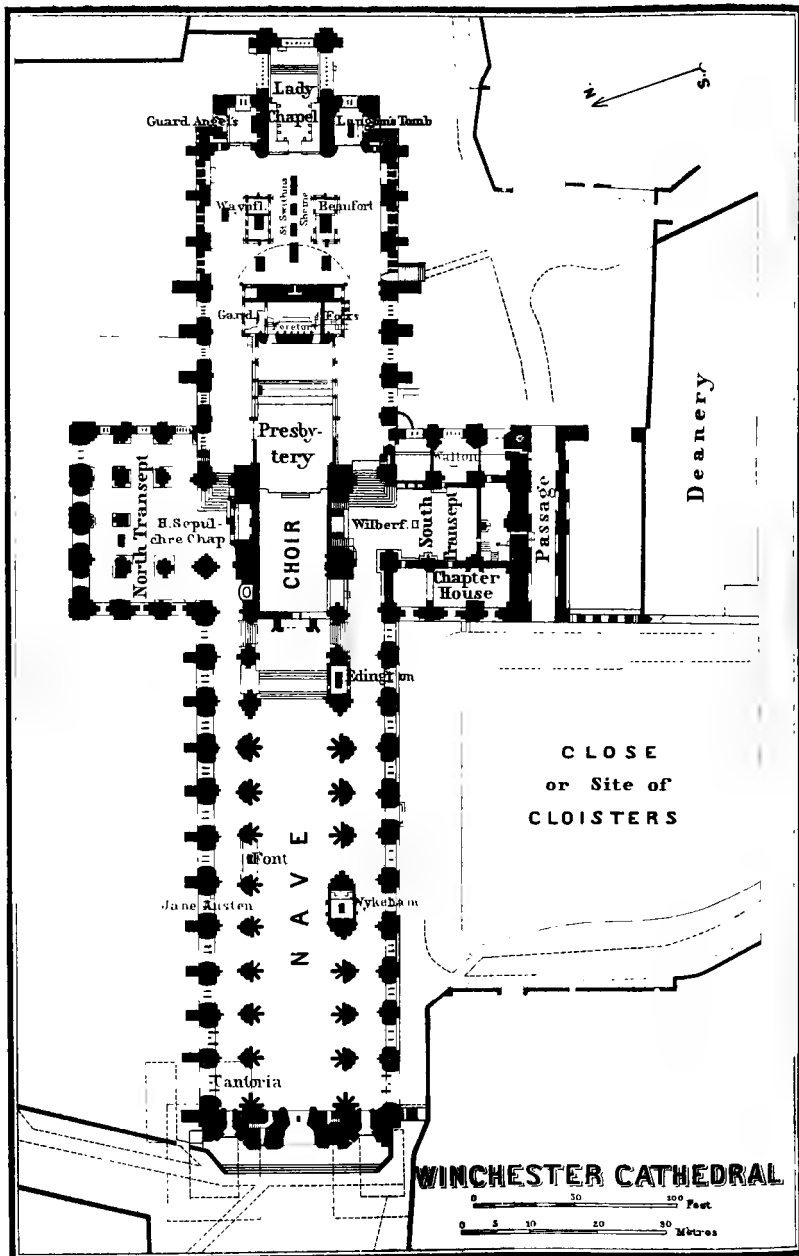 Lady
Chapel
N.
S.
Guard. Angels
Langton's Tomb
Waynfl.
St Swithuns
Shrine
Beaufort
Gard.
Feretory
Foxs
Presby-
tery
Walton
Deanery
North Transept
H. Sepul-
chre Chap
CHOIR
Wilberf.
South
Transept
Passage
Chapter
House
Edington
CLOSE
or Site of
CLOISTERS
Font
NAVE
Jane Austen
Wykeham
Cantoria
WINCHESTER CATHEDRAL
0 50 100 Feet
0 5 10 20 30 Mètres